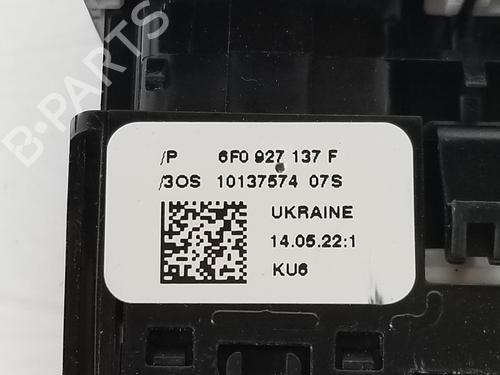 B-PARTS
/P 6F0 927 137 F
/3OS 10137574 07S
UKRAINE
14.05.22:1
KU6